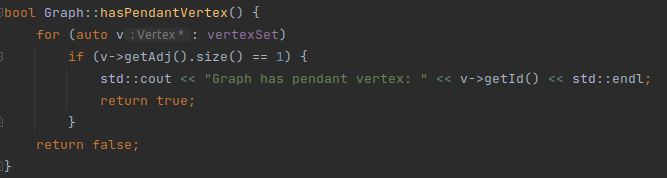 bool Graph::hasPendantVertex() {
    for (auto v : Vertex* : vertexSet)
        if (v->getAdj().size() == 1) {
            std::cout << "Graph has pendant vertex: " << v->getId() << std::endl;
            return true;
        }
    return false;
}